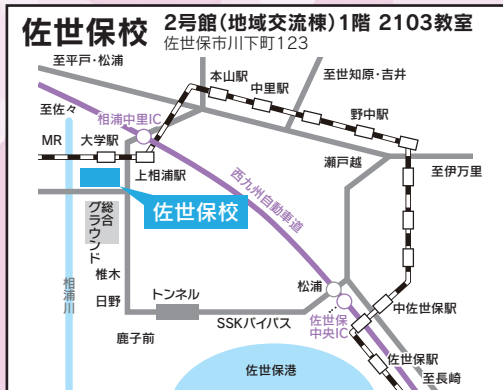 佐世保校 2号館(地域交流棟)1階 2103教室
佐世保市川下町123
至平戸・松浦
本山駅
中里駅
至世知原・吉井
至佐々
相浦中里IC
野中駅
MR
大学駅
上相浦駅
瀬戸越
至伊万里
西九州自動車道
佐世保校
総合
グラウンド
椎木
相浦川
日野
トンネル
松浦
中佐世保駅
SSKバイパス
佐世保
中央IC
鹿子前
佐世保駅
佐世保港
至長崎